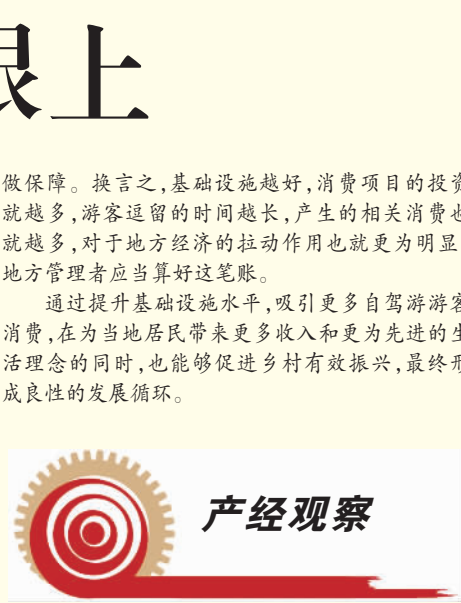 跟上
做保障。换言之,基础设施越好,消费项目的投资
就越多,游客逗留的时间越长,产生的相关消费也
就越多,对于地方经济的拉动作用也就更为明显
地方管理者应当算好这笔账。
通过提升基础设施水平,吸引更多自驾游游客
消费,在为当地居民带来更多收入和更为先进的生
活理念的同时,也能够促进乡村有效振兴,最终形
成良性的发展循环。
产经观察